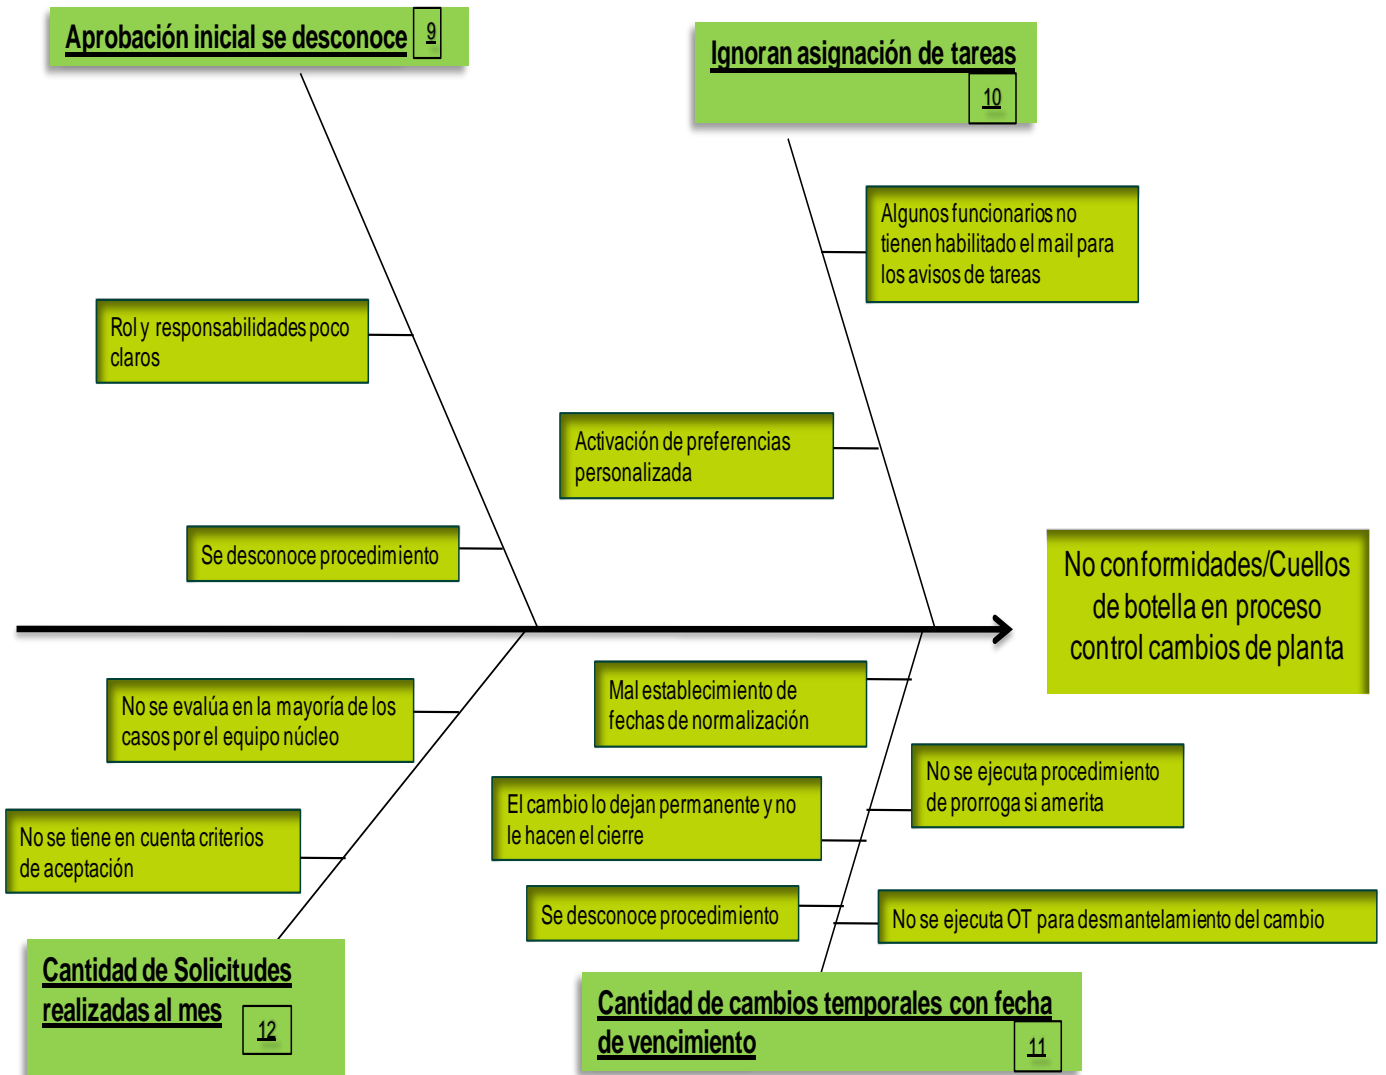 Aprobación inicial se desconoce 9
Ignoran asignación de tareas
10
Algunos funcionarios no
tienen habilitado el mail para
los avisos de tareas
Rol y responsabilidades poco
claros
Activación de preferencias
personalizada
Se desconoce procedimiento
No conformidades/Cuellos
de botella en proceso
control cambios de planta
No se evalúa en la mayoría de los
casos por el equipo núcleo
Mal establecimiento de
fechas de normalización
No se ejecuta procedimiento
de prorroga si amerita
El cambio lo dejan permanente y no
le hacen el cierre
No se tiene en cuenta criterios
de aceptación
Se desconoce procedimiento
No se ejecuta OT para desmantelamiento del cambio
Cantidad de Solicitudes
realizadas al mes 12
Cantidad de cambios temporales con fecha
de vencimiento 11